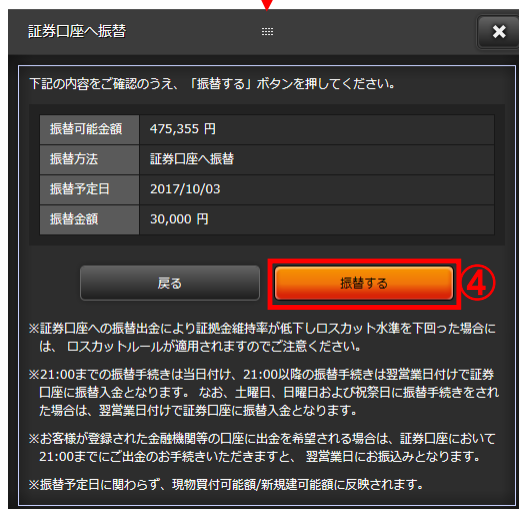 証券口座へ振替
下記の内容をご確認のうえ、「振替する」ボタンを押してください。
振替可能金額 475,355 円
振替方法 証券口座へ振替
振替予定日 2017/10/03
振替金額 30,000 円
戻る 振替する ④
※証券口座への振替出金により証拠金維持率が低下しロスカット水準を下回った場合に
は、 ロスカットルールが適用されますのでご注意ください。
※21:00までの振替手続きは当日付け、21:00以降の振替手続きは翌営業日付けで証券
口座に振替入金となります。 なお、土曜日、日曜日および祝祭日に振替手続きをされ
た場合は、翌営業日付けで証券口座に振替入金となります。
※お客様が登録された金融機関等の口座に出金を希望される場合は、証券口座において
21:00までにご出金のお手続きいただきますと、 翌営業日にお振込みとなります。
※振替予定日に関わらず、現物買付可能額/新規建可能額に反映されます。